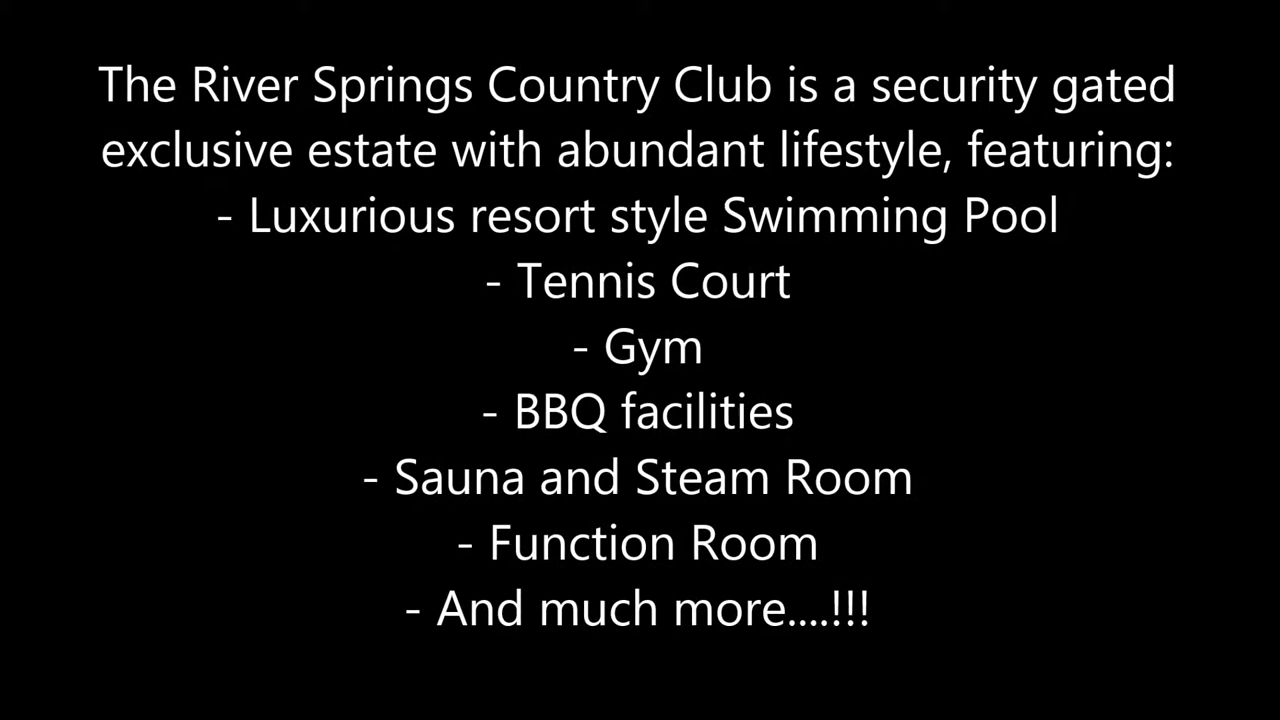 The River Springs Country Club is a security gated
exclusive estate with abundant lifestyle, featuring:
- Luxurious resort style Swimming Pool
- Tennis Court
- Gym
- BBQ facilities
- Sauna and Steam Room
- Function Room
- And much more....!!!